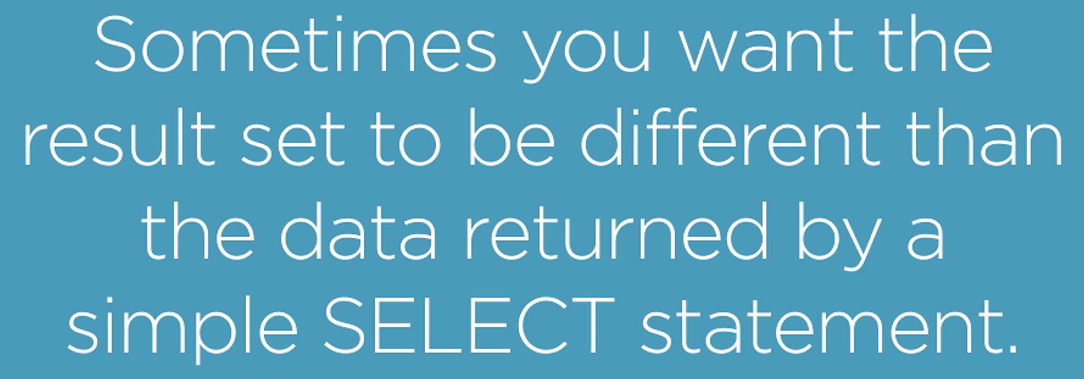 Sometimes you want the
result set to be different than
the data returned by a
simple SELECT statement.